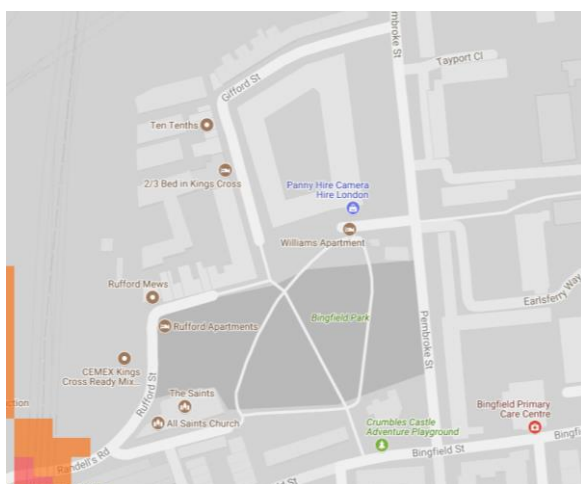 Pembroke St
Tayport Cl
Gifford St
Ten Tenths
2/3 Bed in Kings Cross
Panny Hire Camera
Hire London
Williams Apartment
Rufford Mews
Earlsferry Way
Bingfield Park
Rufford Apartments
Pembroke St
CEMEX Kings
Cross Ready Mix...
Rufford St
ction
The Saints
All Saints Church
Bingfield Primary
Care Centre
Crumbles Castle
Adventure Playground
Bingfield St
Bingfi
Randell's Rd